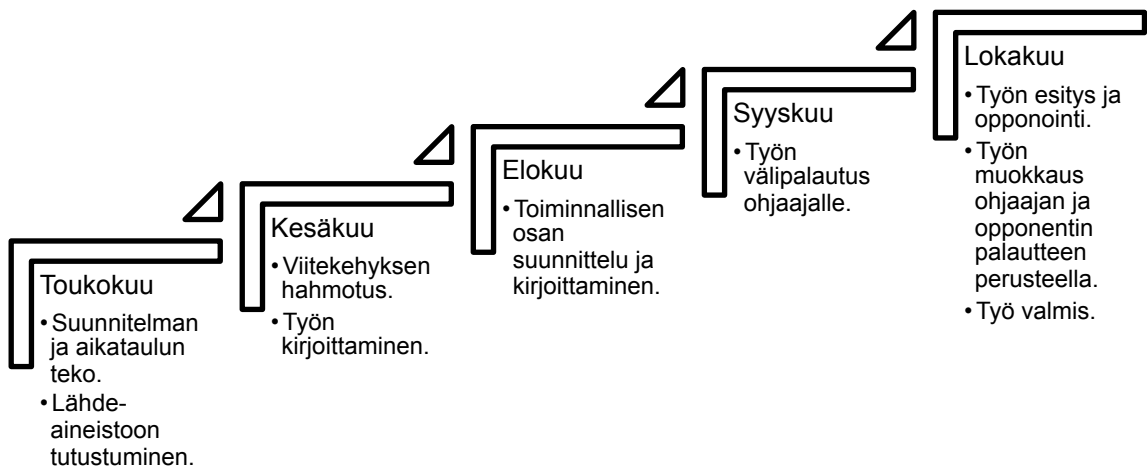 Toukokuu
• Suunnitelman
ja aikataulun
teko.
• Lähde-
aineistoon
tutustuminen.
Kesäkuu
• Viitekehyksen
hahmotus.
• Työn
kirjoittaminen.
Elokuu
• Toiminnallisen
osan
suunnittelu ja
kirjoittaminen.
Syyskuu
• Työn
välipalautus
ohjaajalle.
Lokakuu
• Työn esitys ja
opponointi.
• Työn
muokkaus
ohjaajan ja
opponentin
palautteen
perusteella.
• Työ valmis.